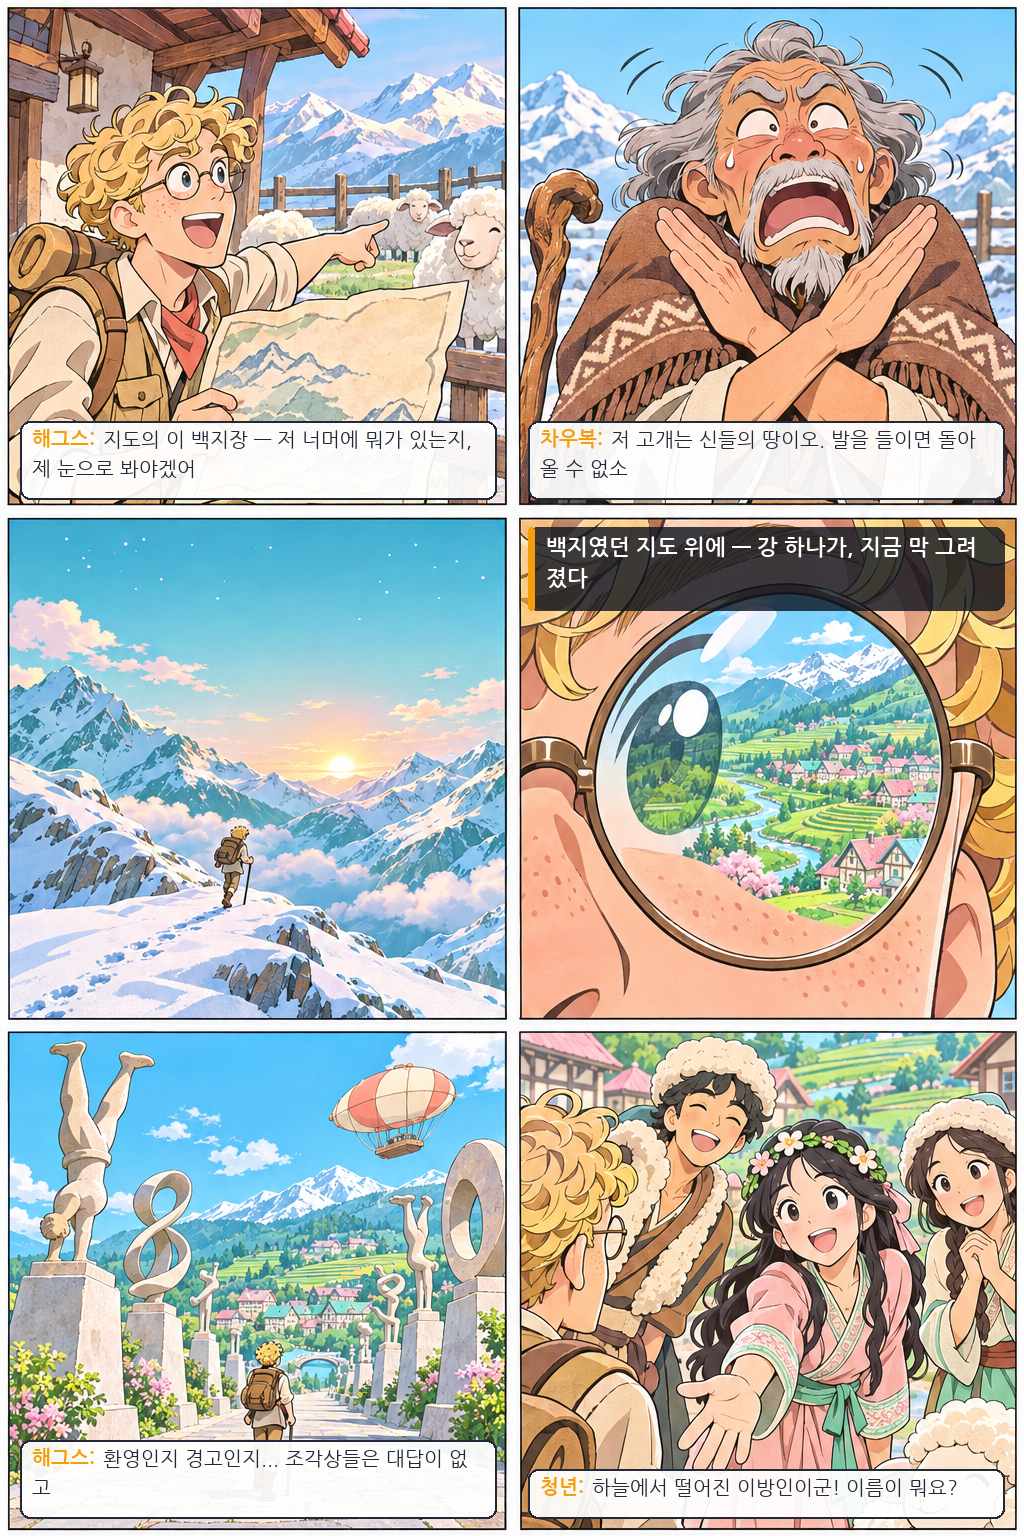 해그스: 지도의 이 백지장 — 저 너머에 뭐가 있는지,
제 눈으로 봐야겠어
차우복: 저 고개는 신들의 땅이오. 발을 들이면 돌아
올 수 없소
백지였던 지도 위에 — 강 하나가, 지금 막 그려
졌다
해그스: 환영인지 경고인지... 조각상들은 대답이 없
고
청년: 하늘에서 떨어진 이방인이군! 이름이 뭐요?